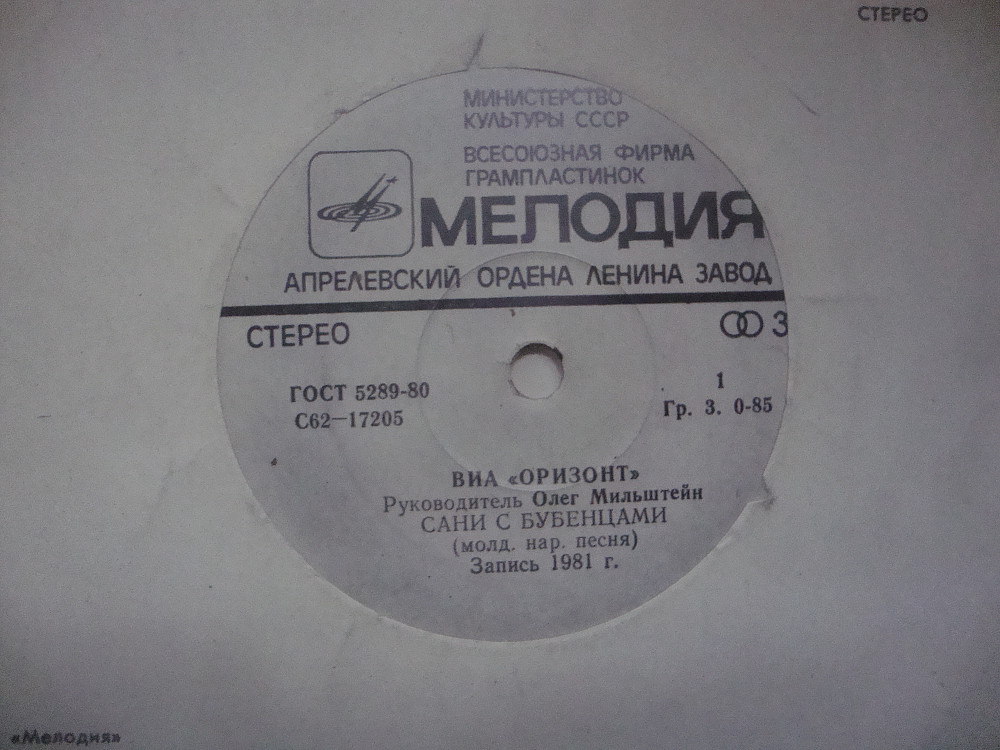 СТЕРЕО
МИНИСТЕРСТВО
КУЛЬТУРЫ СССР
ВСЕСОЮЗНАЯ ФИРМА
ГРАМПЛАСТИНОК
МЕЛОДИЯ
АПРЕЛЕВСКИЙ ОРДЕНА ЛЕНИНА ЗАВОД
СТЕРЕО
33
ГОСТ 5289-80
1
С62—17205
Гр. 3. 0-85
ВИА «ОРИЗОНТ»
Руководитель Олег Мильштейн
САНИ С БУБЕНЦАМИ
(молд. нар. песня)
Запись 1981 г.
«Мелодия»